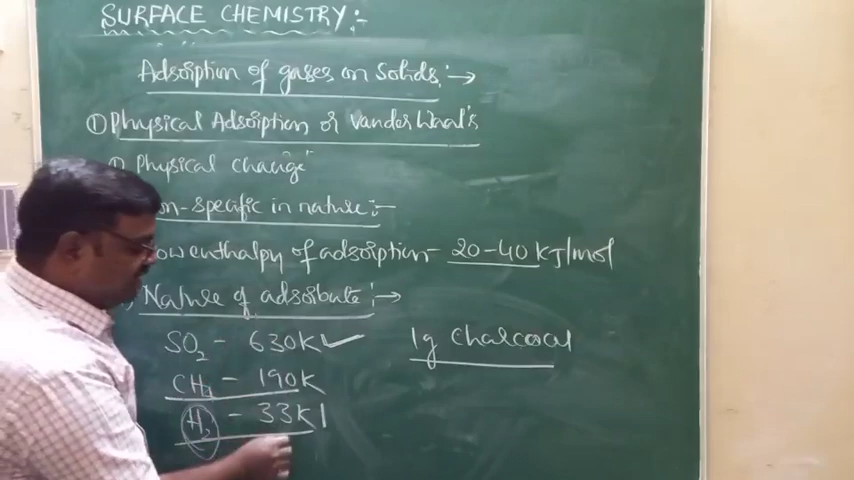 SURFACE CHEMISTRY:-
Adsorption of gases on Solids:→
① Physical Adsorption or Vander Waal's
Physical change
on-specific in nature:-
ow enthalpy of adsorption- 20-40 KJ/mol
Nature of adsorbate:→
SO₂ - 630K ✓
1g Charcoal
CH₄ - 190K
H₂ - 33K